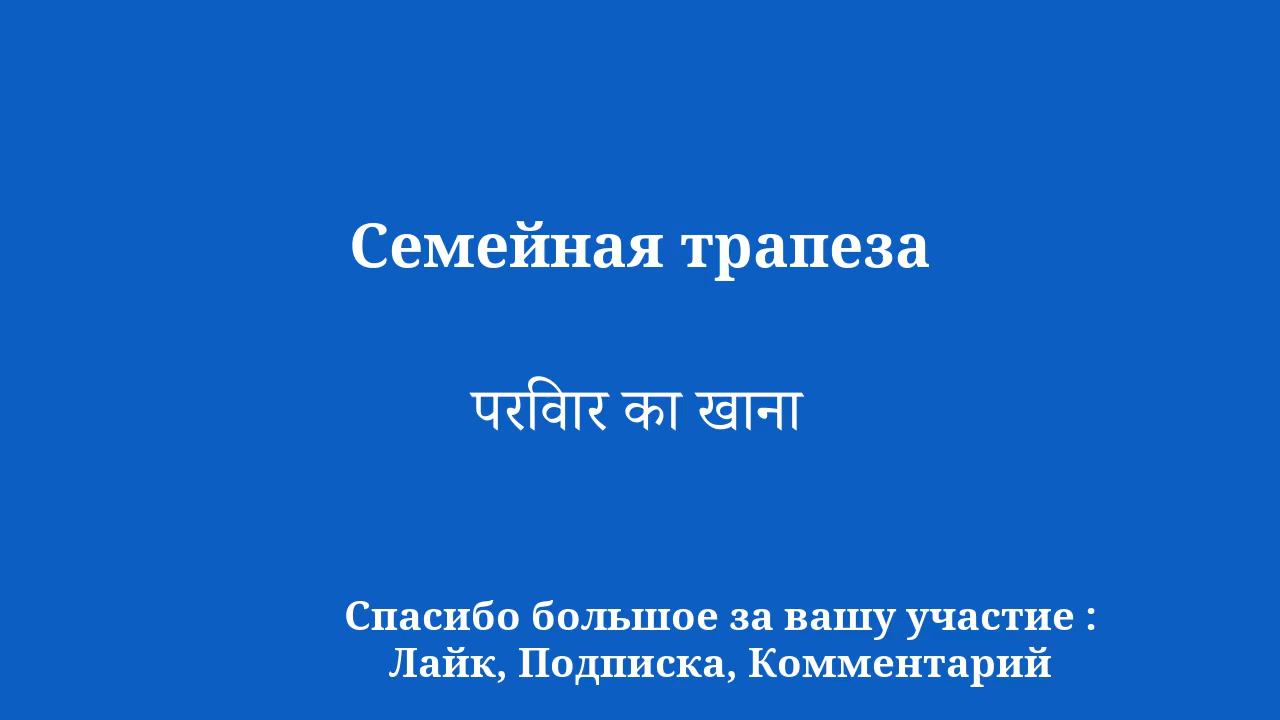 Семейная трапеза
परिवार का खाना
Спасибо большое за вашу участие :
Лайк, Подписка, Комментарий